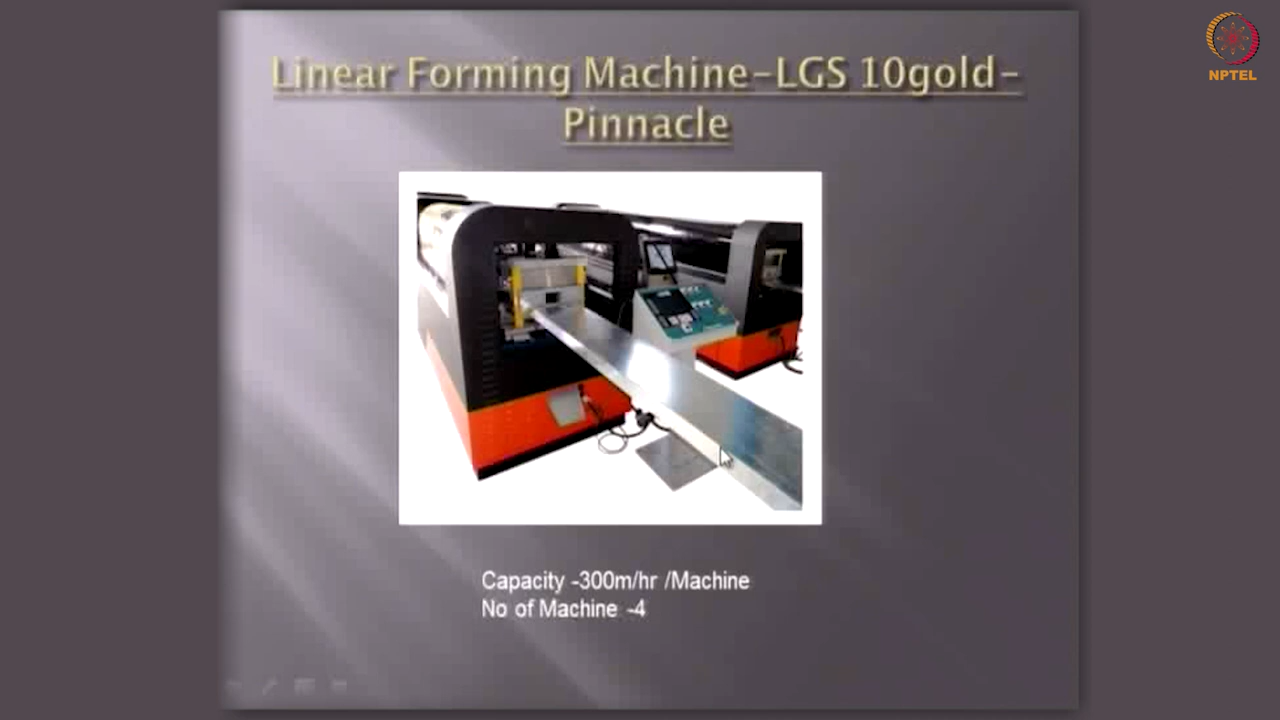 Linear Forming Machine-LGS 10gold-
Pinnacle
Capacity -300m/hr /Machine
No of Machine -4
NPTEL